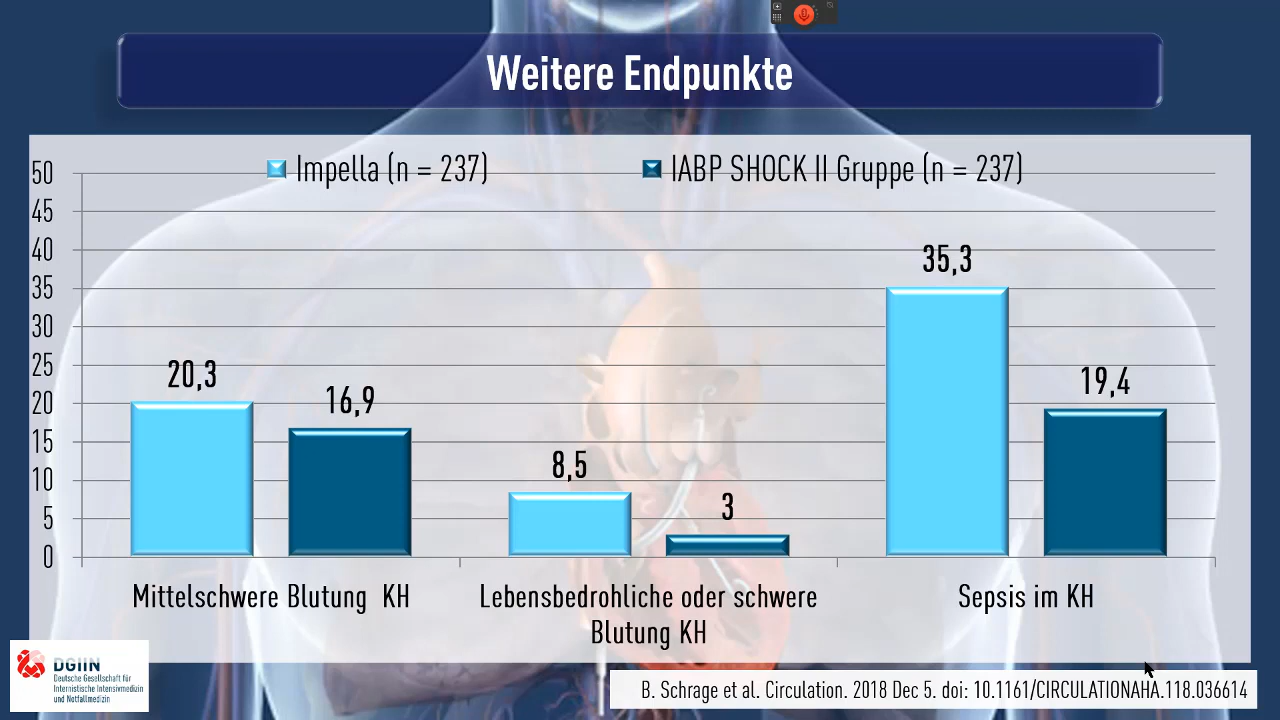 Weitere Endpunkte
Impella (n = 237)
IABP SHOCK II Gruppe (n = 237)
50
45
40
35
30
25
20
15
10
5
0
20,3
16,9
8,5
3
35,3
19,4
Mittelschwere Blutung KH
Lebensbedrohliche oder schwere
Blutung KH
Sepsis im KH
DGIIN
Deutsche Gesellschaft für
Internistische Intensivmedizin
und Notfallmedizin
B. Schrage et al. Circulation. 2018 Dec 5. doi: 10.1161/CIRCULATIONAHA.118.036614